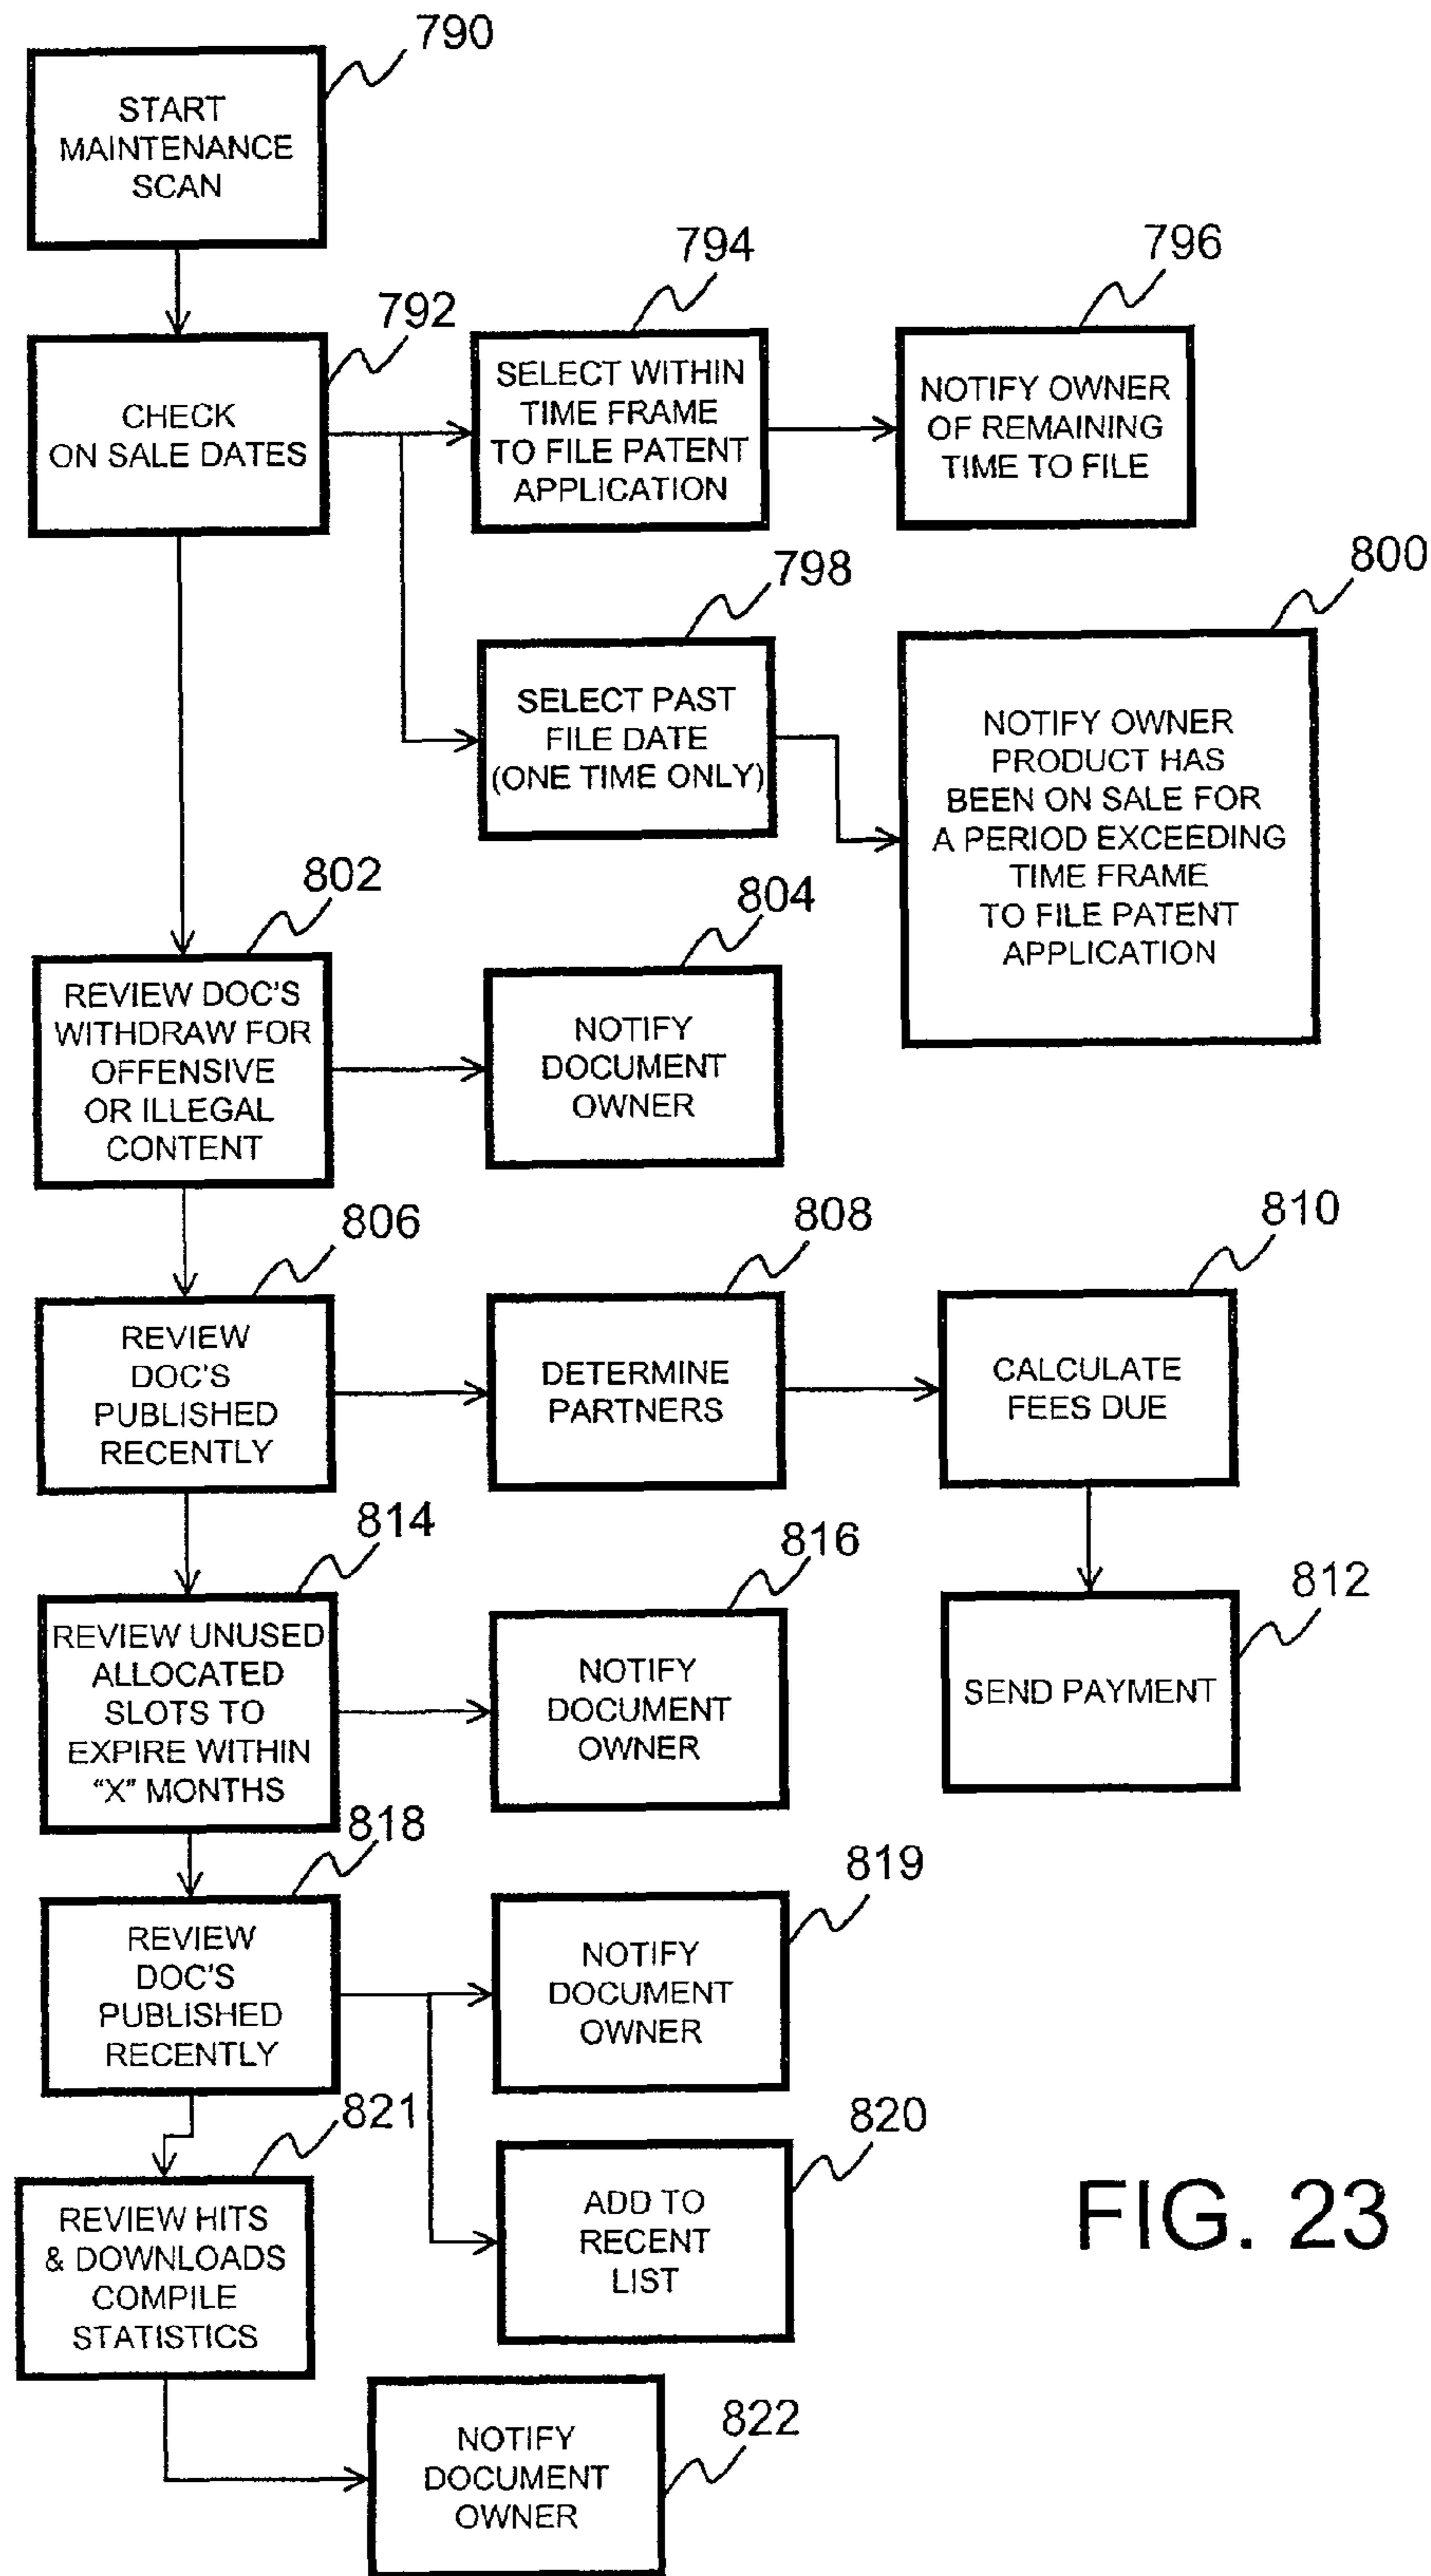 790
START
MAINTENANCE
SCAN
792
CHECK
ON SALE DATES
794
SELECT WITHIN
TIME FRAME
TO FILE PATENT
APPLICATION
796
NOTIFY OWNER
OF REMAINING
TIME TO FILE
798
SELECT PAST
FILE DATE
(ONE TIME ONLY)
800
NOTIFY OWNER
PRODUCT HAS
BEEN ON SALE FOR
A PERIOD EXCEEDING
TIME FRAME
TO FILE PATENT
APPLICATION
802
REVIEW DOC'S
WITHDRAW FOR
OFFENSIVE
OR ILLEGAL
CONTENT
804
NOTIFY
DOCUMENT
OWNER
806
REVIEW
DOC'S
PUBLISHED
RECENTLY
808
DETERMINE
PARTNERS
810
CALCULATE
FEES DUE
812
SEND PAYMENT
814
REVIEW UNUSED
ALLOCATED
SLOTS TO
EXPIRE WITHIN
"X" MONTHS
816
NOTIFY
DOCUMENT
OWNER
818
REVIEW
DOC'S
PUBLISHED
RECENTLY
819
NOTIFY
DOCUMENT
OWNER
820
ADD TO
RECENT
LIST
821
REVIEW HITS
& DOWNLOADS
COMPILE
STATISTICS
822
NOTIFY
DOCUMENT
OWNER
FIG. 23